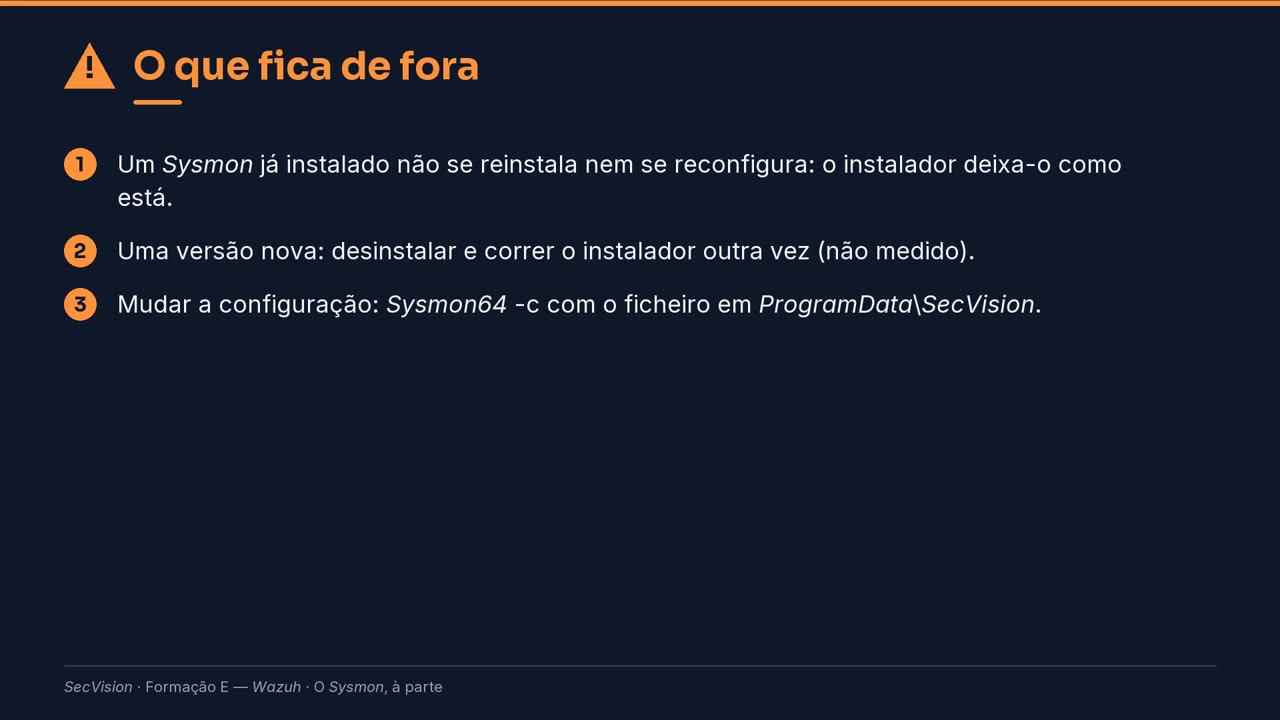 O que fica de fora
1 Um Sysmon já instalado não se reinstala nem se reconfigura: o instalador deixa-o como
está.
2 Uma versão nova: desinstalar e correr o instalador outra vez (não medido).
3 Mudar a configuração: Sysmon64 -c com o ficheiro em ProgramData\SecVision.
SecVision · Formação E — Wazuh · O Sysmon, à parte